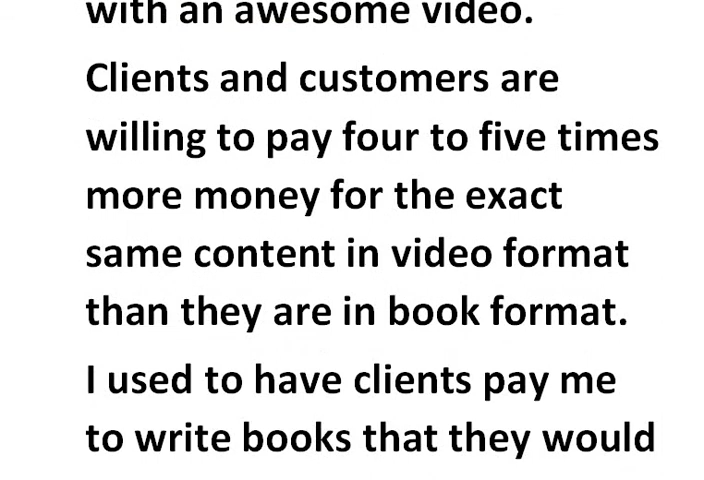 with an awesome video.
Clients and customers are
willing to pay four to five times
more money for the exact
same content in video format
than they are in book format.
I used to have clients pay me
to write books that they would